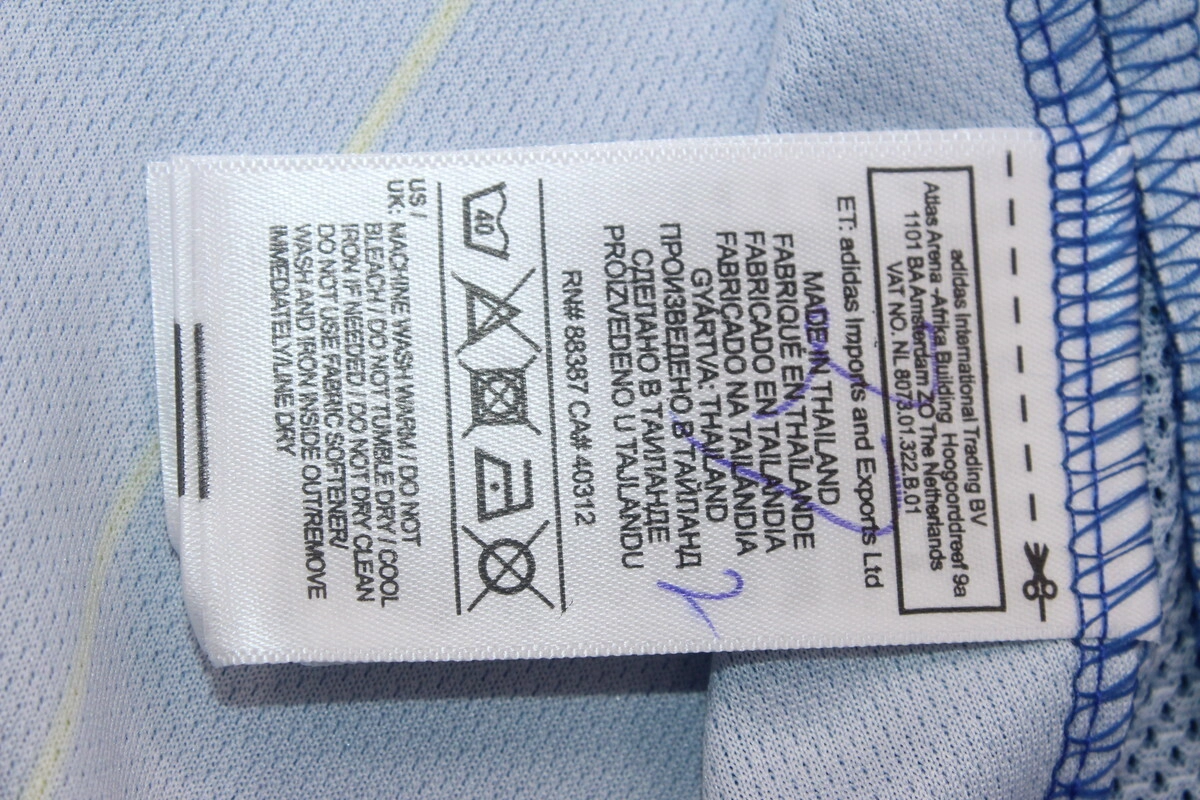 adidas International Trading BV
Atlas Arena -Afrika Building Hoogoorddreef 9a
1101 BA Amsterdam ZO The Netherlands
VAT NO. NL 8073.01.322.B.01
ET: adidas Imports and Exports Ltd
MADE IN THAILAND
FABRIQUÉ EN THAÏLANDE
FABRICADO EN TAILANDIA
FABRICADO NA TAILÂNDIA
GYÁRTVA: THAILAND
ПРОИЗВЕДЕНО В ТАЙЛАНД
СДЕЛАНО В ТАИЛАНДЕ
PROIZVEDENO U TAJLANDU
RN# 88387 CA# 40312
40
US /
UK: MACHINE WASH WARM / DO NOT
BLEACH / DO NOT TUMBLE DRY / COOL
IRON IF NEEDED / DO NOT DRY CLEAN
DO NOT USE FABRIC SOFTENER/
WASH AND IRON INSIDE OUT/REMOVE
IMMEDIATELY/LINE DRY